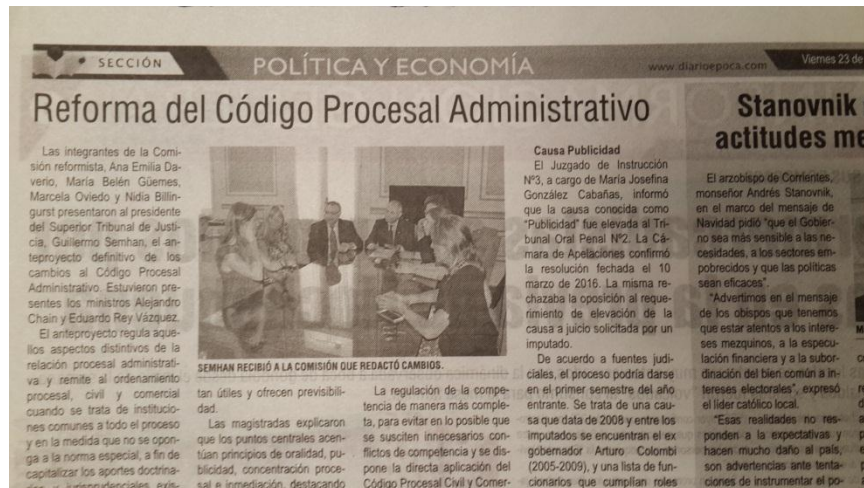 SECCIÓN
POLÍTICA Y ECONOMÍA
www.diarioepoca.com
Viernes 23 de
Reforma del Código Procesal Administrativo
Las integrantes de la Comi-
sión reformista, Ana Emilia Da-
verio, María Belén Güemes,
Marcela Oviedo y Nidia Billin-
gurst presentaron al presidente
del Superior Tribunal de Justi-
cia, Guillermo Semhan, el an-
teproyecto definitivo de los
cambios al Código Procesal
Administrativo. Estuvieron pre-
sentes los ministros Alejandro
Chain y Eduardo Rey Vázquez.
El anteproyecto regula aque-
llos aspectos distintivos de la
relación procesal administrati-
va y remite al ordenamiento
procesal, civil y comercial
cuando se trata de institucio-
nes comunes a todo el proceso
y en la medida que no se opon-
ga a la norma especial, a fin de
capitalizar los aportes doctrina-
SEMHAN RECIBIÓ A LA COMISIÓN QUE REDACTÓ CAMBIOS.
tan útiles y ofrecen previsibili-
dad.
Las magistradas explicaron
que los puntos centrales acen-
túan principios de oralidad, pu-
blicidad, concentración proce-
sal e inmediación, destacando
La regulación de la compe-
tencia de manera más comple-
ta, para evitar en lo posible que
se susciten innecesarios con-
flictos de competencia y se dis-
pone la directa aplicación del
Código Procesal Civil y Comer-
Causa Publicidad
El Juzgado de Instrucción
Nº3, a cargo de María Josefina
González Cabañas, informó
que la causa conocida como
"Publicidad" fue elevada al Tri-
bunal Oral Penal Nº2. La Cá-
mara de Apelaciones confirmó
la resolución fechada el 10
marzo de 2016. La misma re-
chazaba la oposición al reque-
rimiento de elevación de la
causa a juicio solicitada por un
imputado.
De acuerdo a fuentes judi-
ciales, el proceso podría darse
en el primer semestre del año
entrante. Se trata de una cau-
sa que data de 2008 y entre los
imputados se encuentran el ex
gobernador Arturo Colombi
(2005-2009), y una lista de fun-
cionarios que cumplían roles
Stanovnik
actitudes me
El arzobispo de Corrientes,
monseñor Andrés Stanovnik,
en el marco del mensaje de
Navidad pidió "que el Gobier-
no sea más sensible a las ne-
cesidades, a los sectores em-
pobrecidos y que las políticas
sean eficaces".
"Advertimos en el mensaje
de los obispos que tenemos
que estar atentos a los intere-
ses mezquinos, a la especu-
lación financiera y a la subor-
dinación del bien común a in-
tereses electorales", expresó
el líder católico local.
"Esas realidades no res-
ponden a la expectativas y
hacen mucho daño al país,
son advertencias ante tenta-
ciones de instrumentar el po-